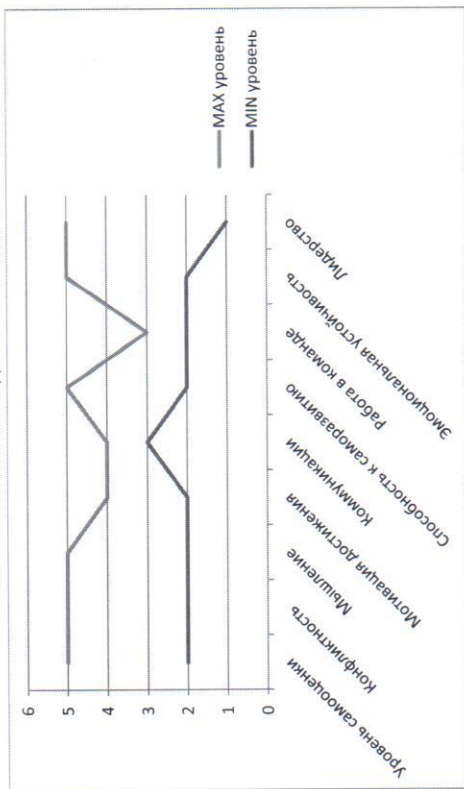 6
5
4
3
2
1
0
Уровень самооценки
Конфликтность
Мышление
Мотивация достижения
Коммуникации
Способность к саморазвитию
Работа в команде
Эмоциональная устойчивость
Лидерство
MAX уровень
MIN уровень